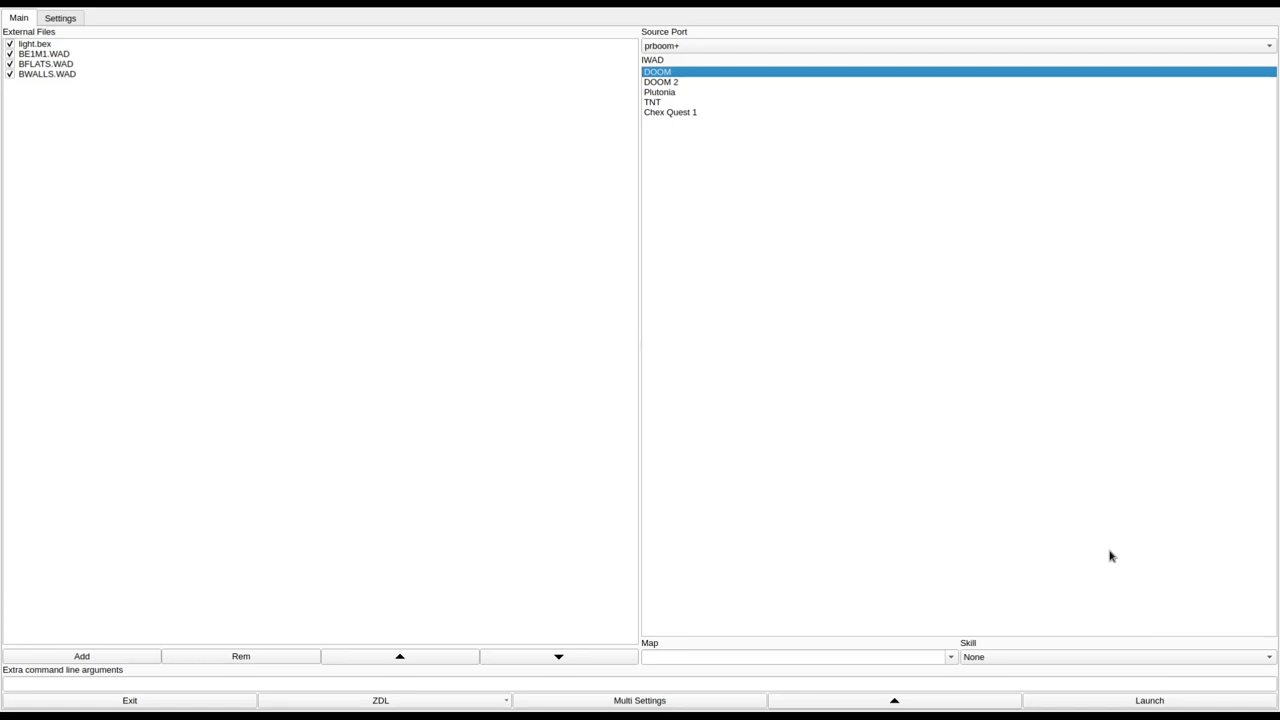 Main Settings
External Files
light.bex
BE1M1.WAD
BFLATS.WAD
BWALLS.WAD
Source Port
prboom+
IWAD
DOOM
DOOM 2
Plutonia
TNT
Chex Quest 1
Map Skill
None
Add Rem
Extra command line arguments
Exit ZDL Multi Settings Launch